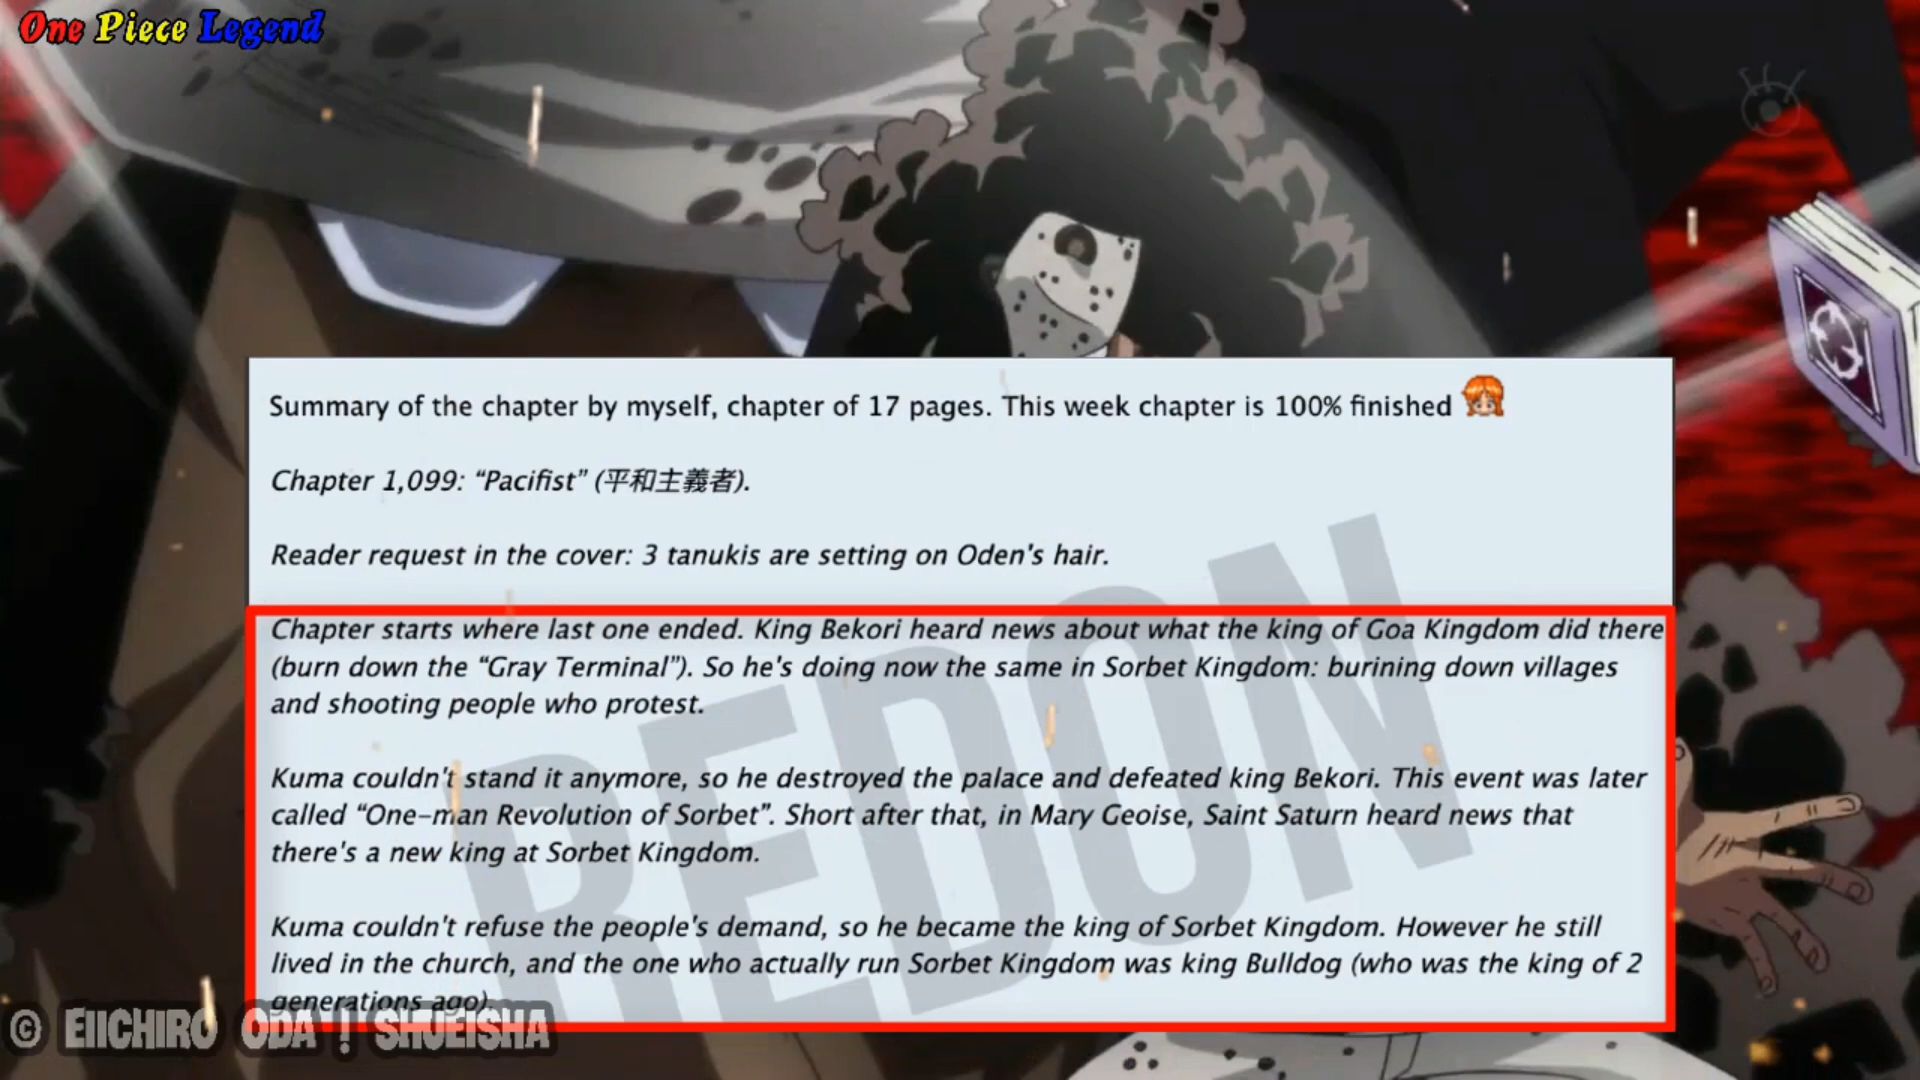 One Piece Legend
Summary of the chapter by myself, chapter of 17 pages. This week chapter is 100% finished
Chapter 1,099: “Pacifist” (平和主義者).
Reader request in the cover: 3 tanukis are setting on Oden's hair.
Chapter starts where last one ended. King Bekori heard news about what the king of Goa Kingdom did there
(burn down the “Gray Terminal”). So he's doing now the same in Sorbet Kingdom: burining down villages
and shooting people who protest.
Kuma couldn't stand it anymore, so he destroyed the palace and defeated king Bekori. This event was later
called “One-man Revolution of Sorbet”. Short after that, in Mary Geoise, Saint Saturn heard news that
there's a new king at Sorbet Kingdom.
Kuma couldn't refuse the people's demand, so he became the king of Sorbet Kingdom. However he still
lived in the church, and the one who actually run Sorbet Kingdom was king Bulldog (who was the king of 2
generations ago)
REDON
© EIICHIRO ODA | SHUEISHA